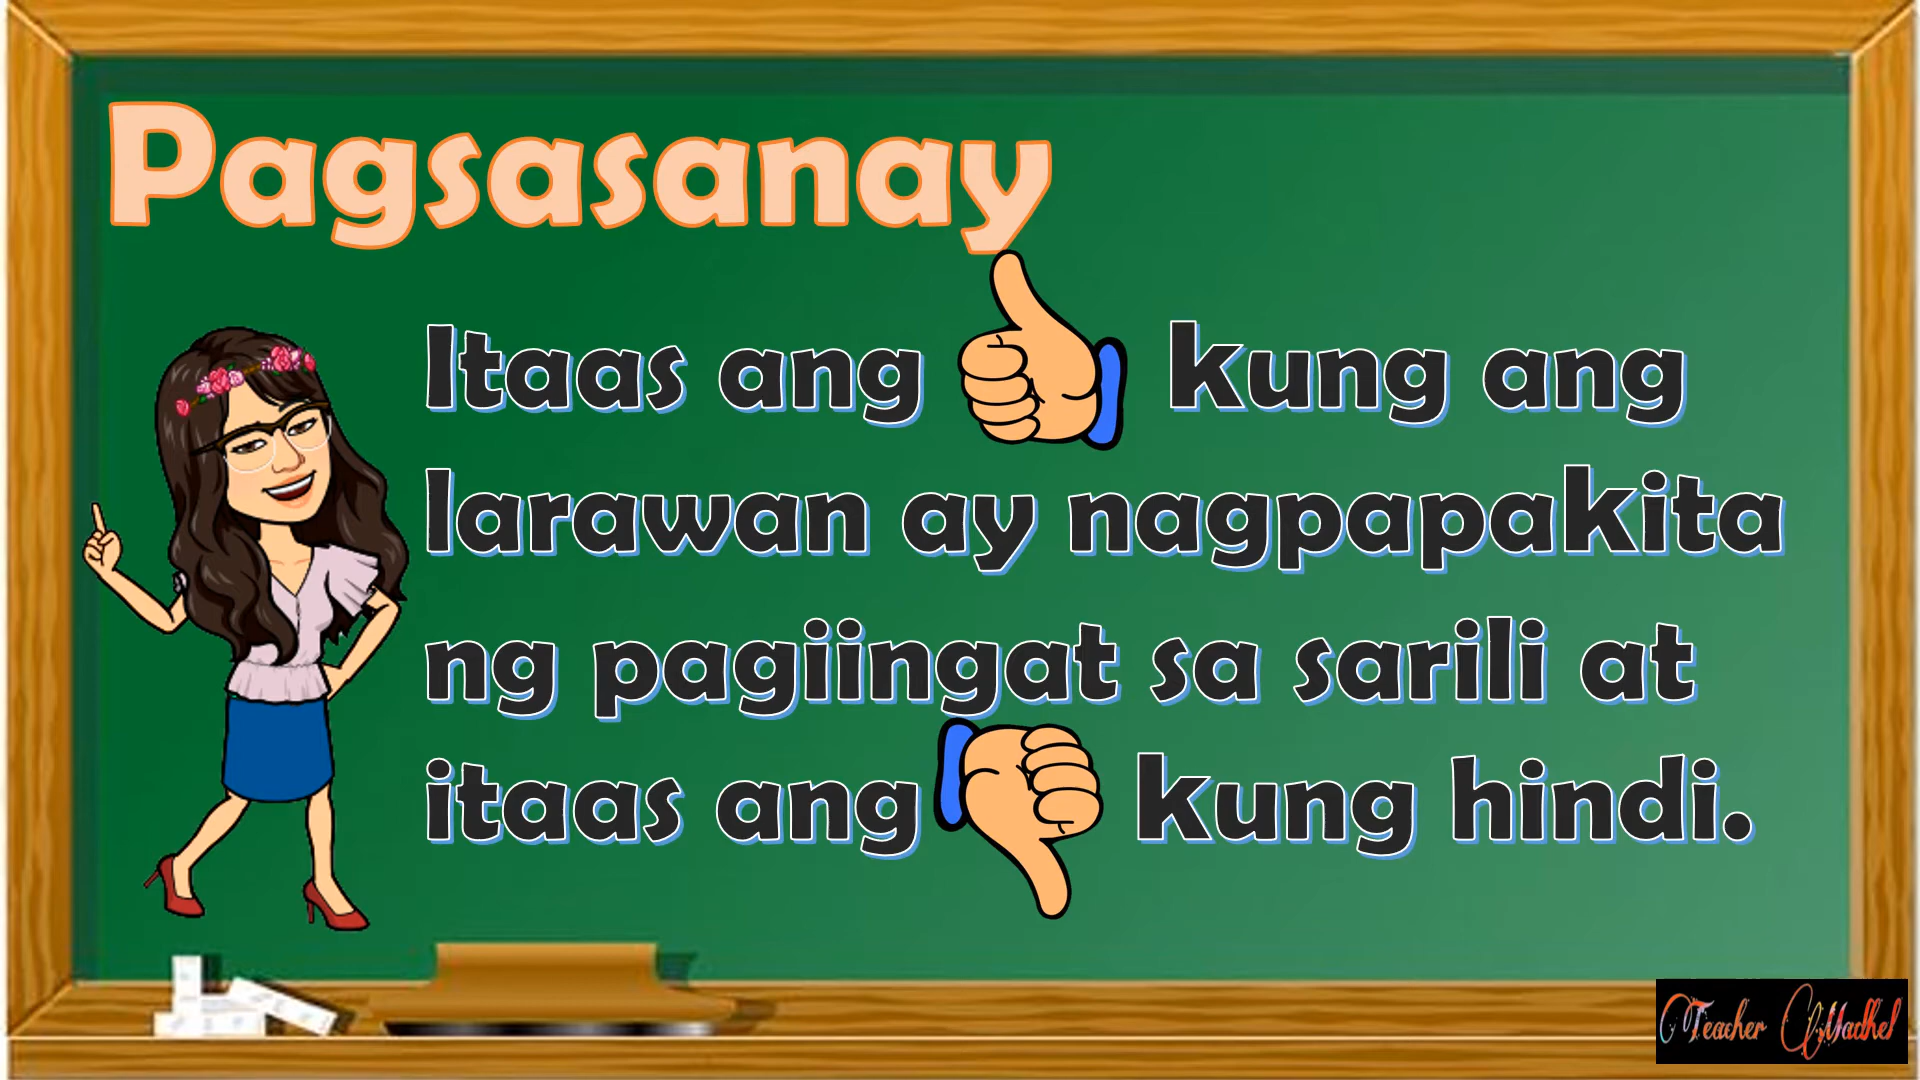 Pagsasanay
Itaas ang kung ang
larawan ay nagpapakita
ng pagiingat sa sarili at
itaas ang kung hindi.
Teacher Madhel